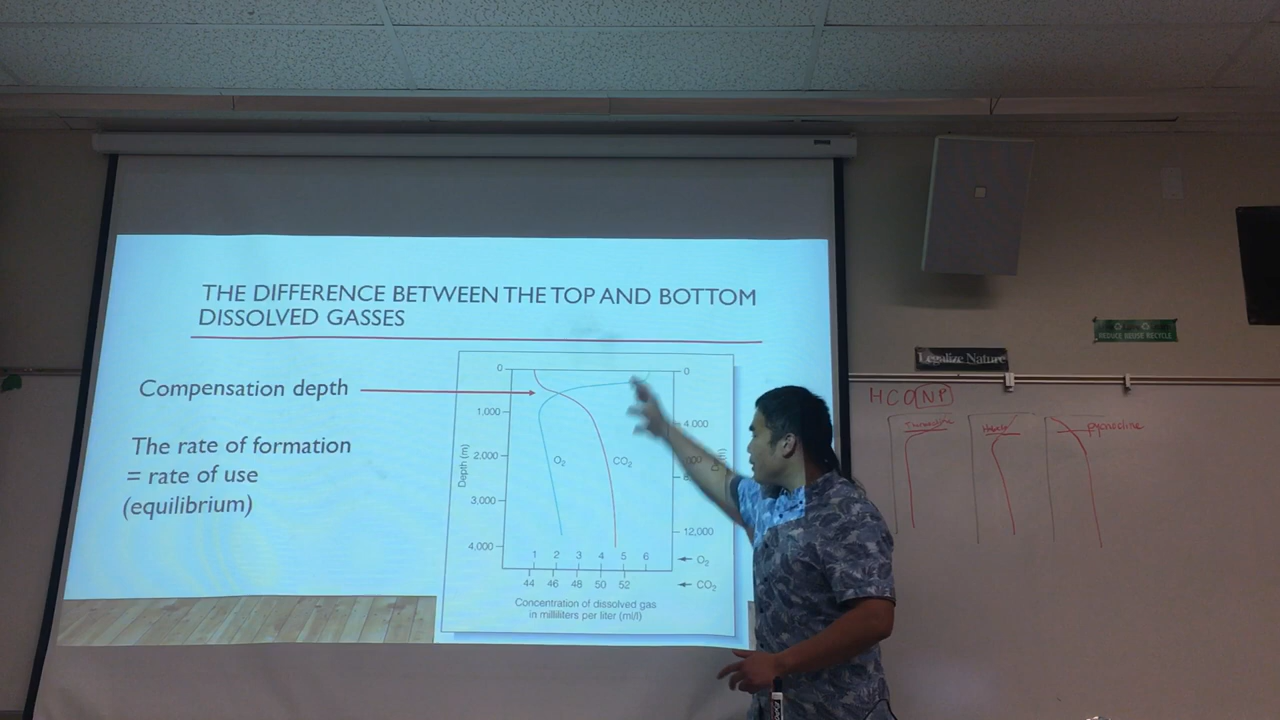 THE DIFFERENCE BETWEEN THE TOP AND BOTTOM
DISSOLVED GASSES
Compensation depth
The rate of formation
= rate of use
(equilibrium)
0
1,000
2,000
3,000
4,000
Depth (m)
O₂
CO₂
0
4,000
12,000
1 2 3 4 5 6
← O₂
44 46 48 50 52
← CO₂
Concentration of dissolved gas
in milliliters per liter (ml/l)
REDUCE REUSE RECYCLE
Legalize Nature
HCONP
pycnocline